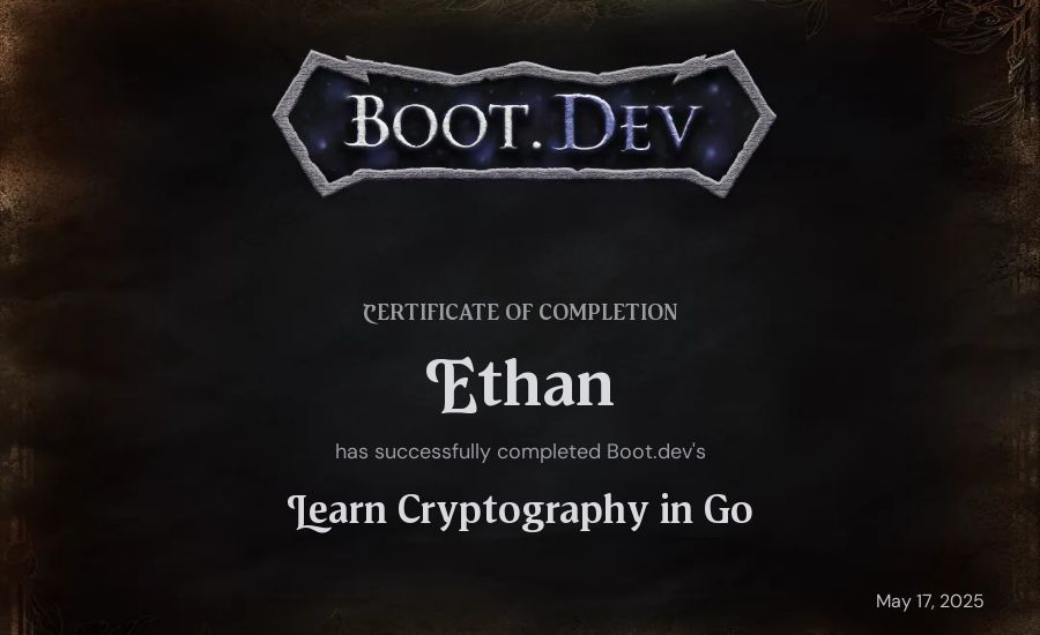 BOOT.DEV
CERTIFICATE OF COMPLETION
Ethan
has successfully completed Boot.dev's
Learn Cryptography in Go
May 17, 2025